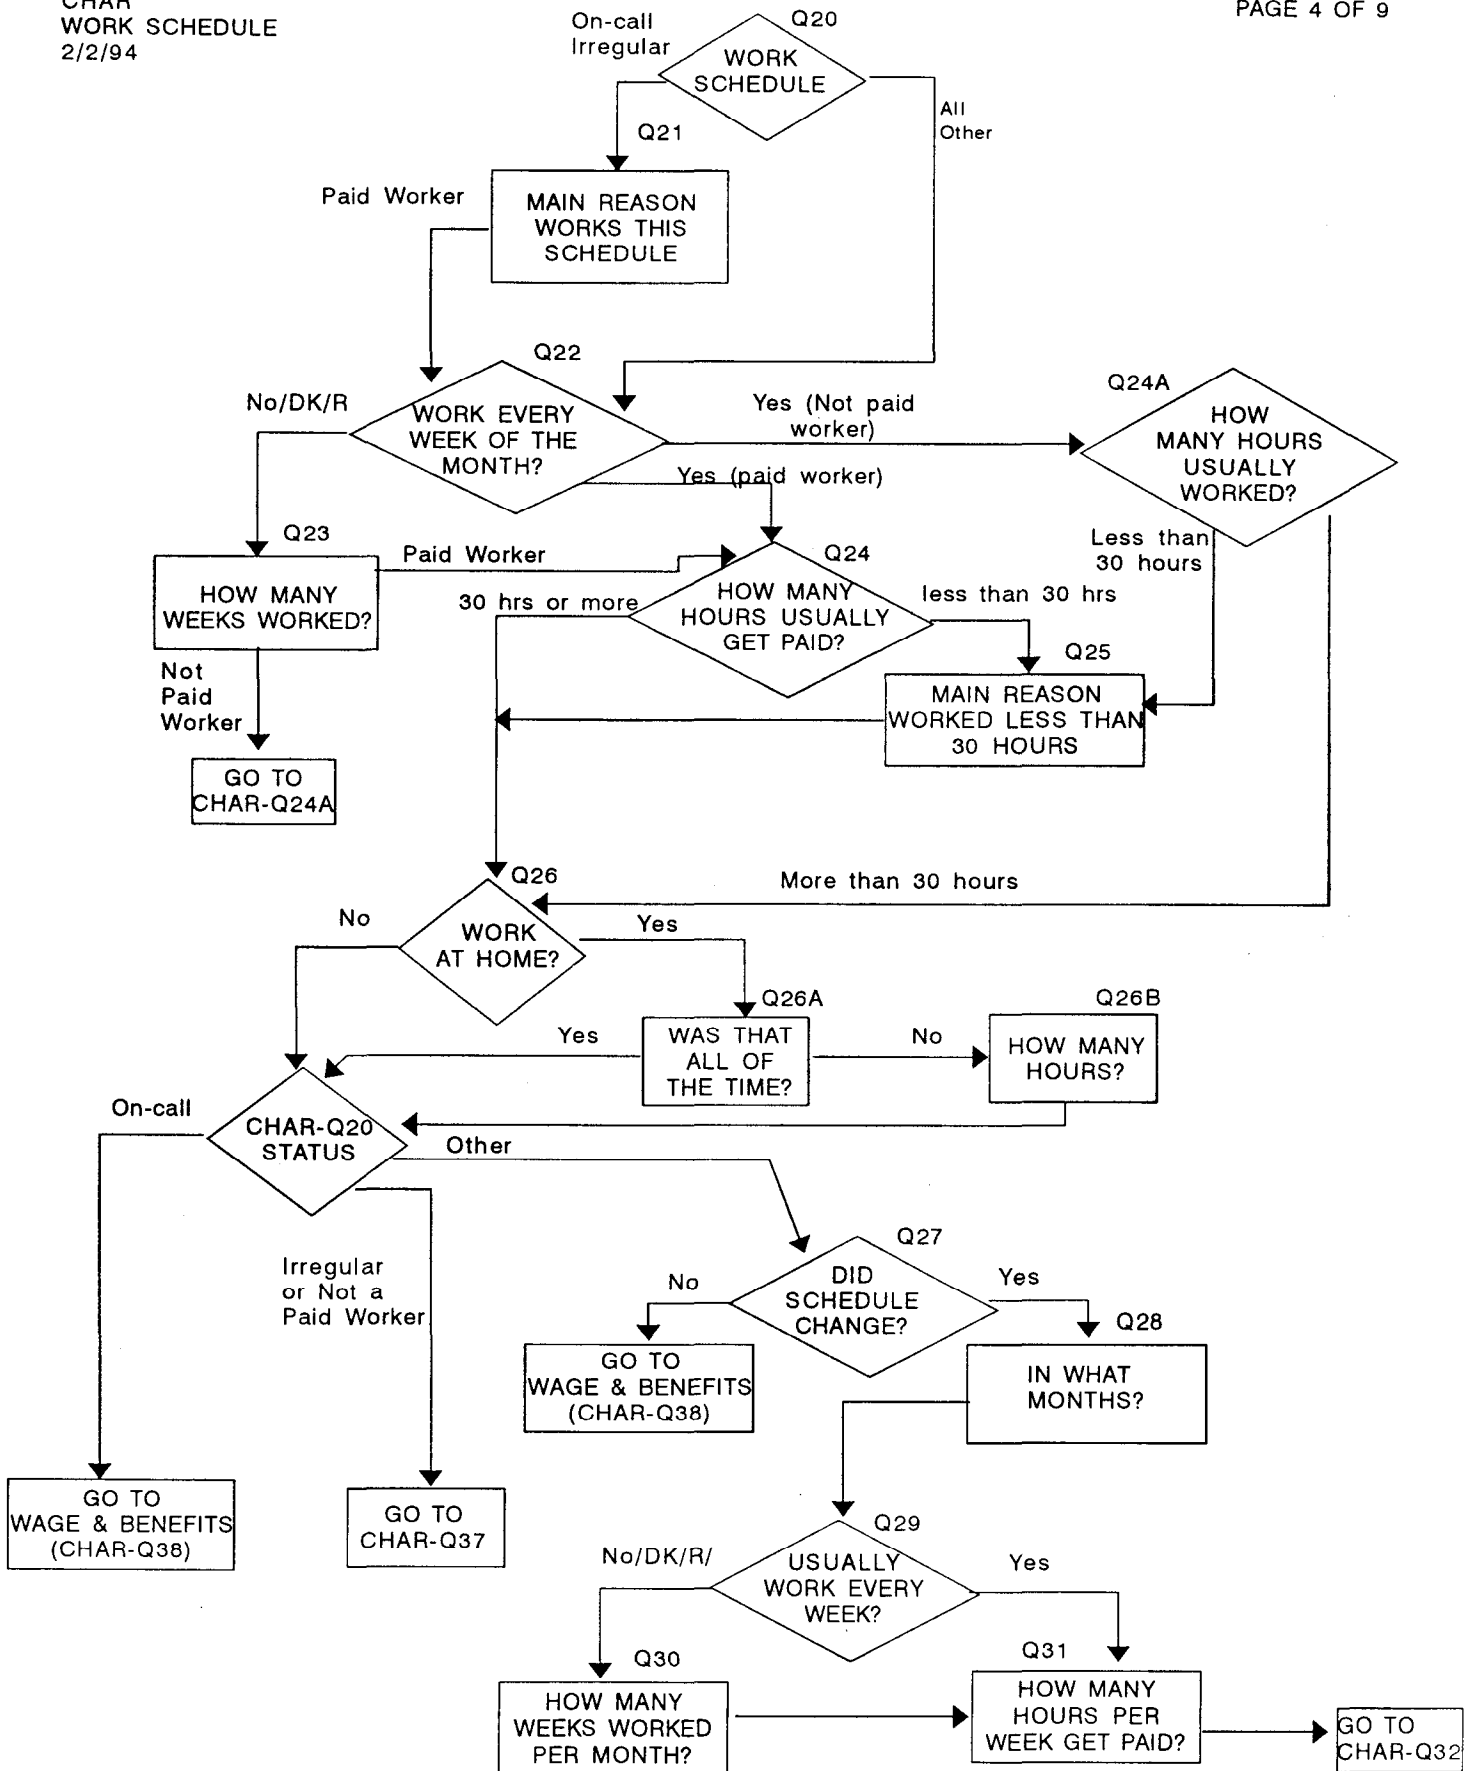 CHAR
WORK SCHEDULE
2/2/94
PAGE 4 OF 9
On-call
Irregular
Q20
WORK
SCHEDULE
All
Other
Q21
Paid Worker
MAIN REASON
WORKS THIS
SCHEDULE
Q22
No/DK/R
WORK EVERY
WEEK OF THE
MONTH?
Yes (Not paid
worker)
Q24A
HOW
MANY HOURS
USUALLY
WORKED?
Yes (paid worker)
Q23
HOW MANY
WEEKS WORKED?
Paid Worker
Q24
HOW MANY
HOURS USUALLY
GET PAID?
30 hrs or more
less than 30 hrs
Less than
30 hours
Q25
MAIN REASON
WORKED LESS THAN
30 HOURS
Not
Paid
Worker
GO TO
CHAR-Q24A
More than 30 hours
Q26
WORK
AT HOME?
No
Yes
Q26A
WAS THAT
ALL OF
THE TIME?
Yes
No
Q26B
HOW MANY
HOURS?
On-call
CHAR-Q20
STATUS
Other
Irregular
or Not a
Paid Worker
Q27
DID
SCHEDULE
CHANGE?
No
Yes
GO TO
WAGE & BENEFITS
(CHAR-Q38)
Q28
IN WHAT
MONTHS?
GO TO
WAGE & BENEFITS
(CHAR-Q38)
GO TO
CHAR-Q37
Q29
No/DK/R/
USUALLY
WORK EVERY
WEEK?
Yes
Q30
HOW MANY
WEEKS WORKED
PER MONTH?
Q31
HOW MANY
HOURS PER
WEEK GET PAID?
GO TO
CHAR-Q32